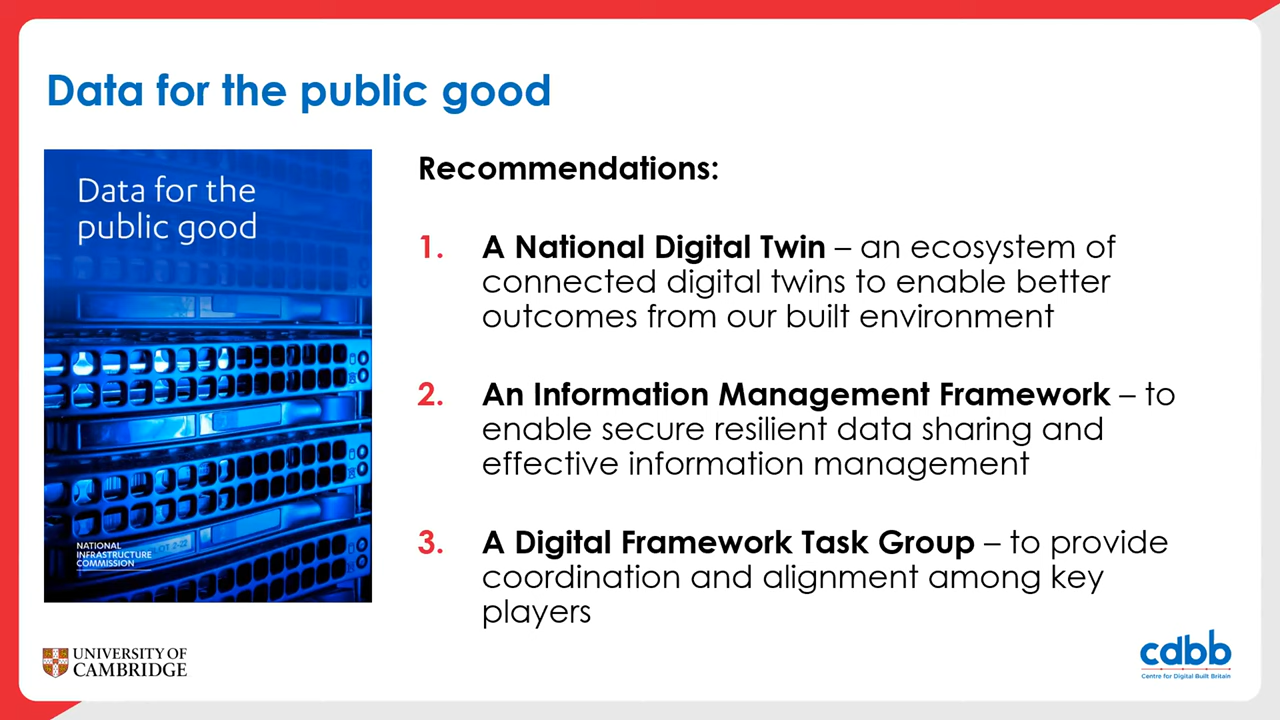 Data for the public good
Data for the
public good
NATIONAL
INFRASTRUCTURE
COMMISSION
Recommendations:
1. A National Digital Twin – an ecosystem of
connected digital twins to enable better
outcomes from our built environment
2. An Information Management Framework – to
enable secure resilient data sharing and
effective information management
3. A Digital Framework Task Group – to provide
coordination and alignment among key
players
UNIVERSITY OF
CAMBRIDGE
cdbb
Centre for Digital Built Britain